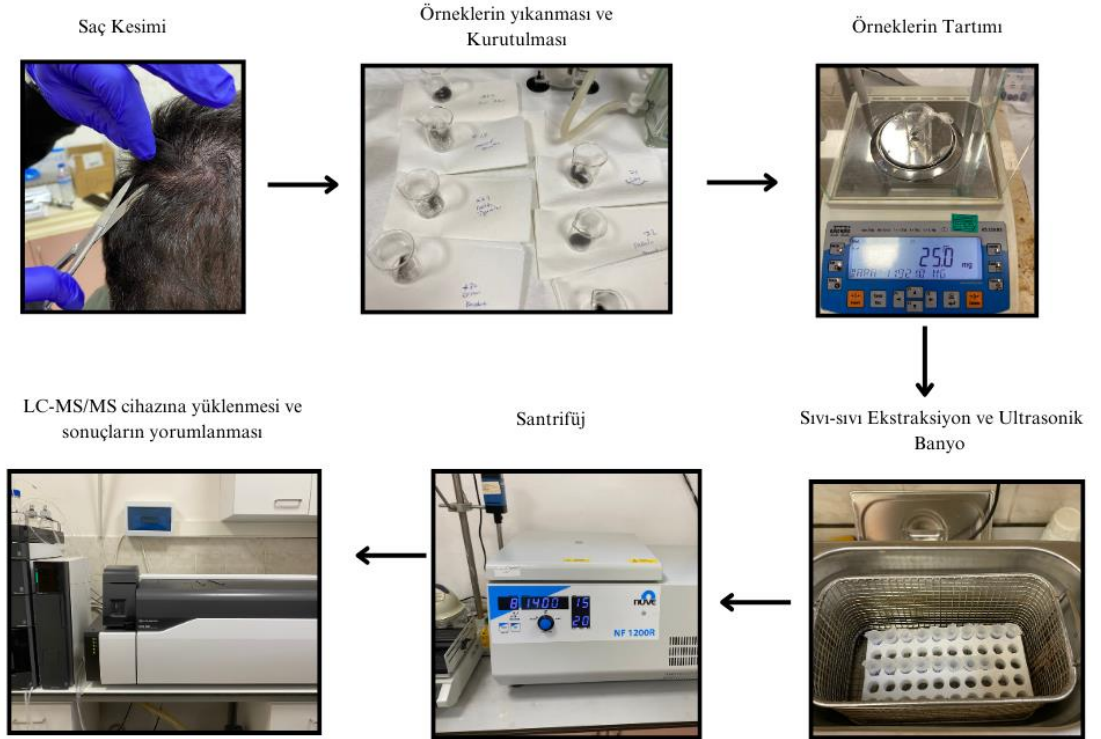 Saç Kesimi
Örneklerin yıkanması ve
Kurutulması
Örneklerin Tartımı
25.0 mg
Sıvı-sıvı Ekstraksiyon ve Ultrasonik
Banyo
Santrifüj
8 1400 15
20
nüve
NF 1200R
LC-MS/MS cihazına yüklenmesi ve
sonuçların yorumlanması